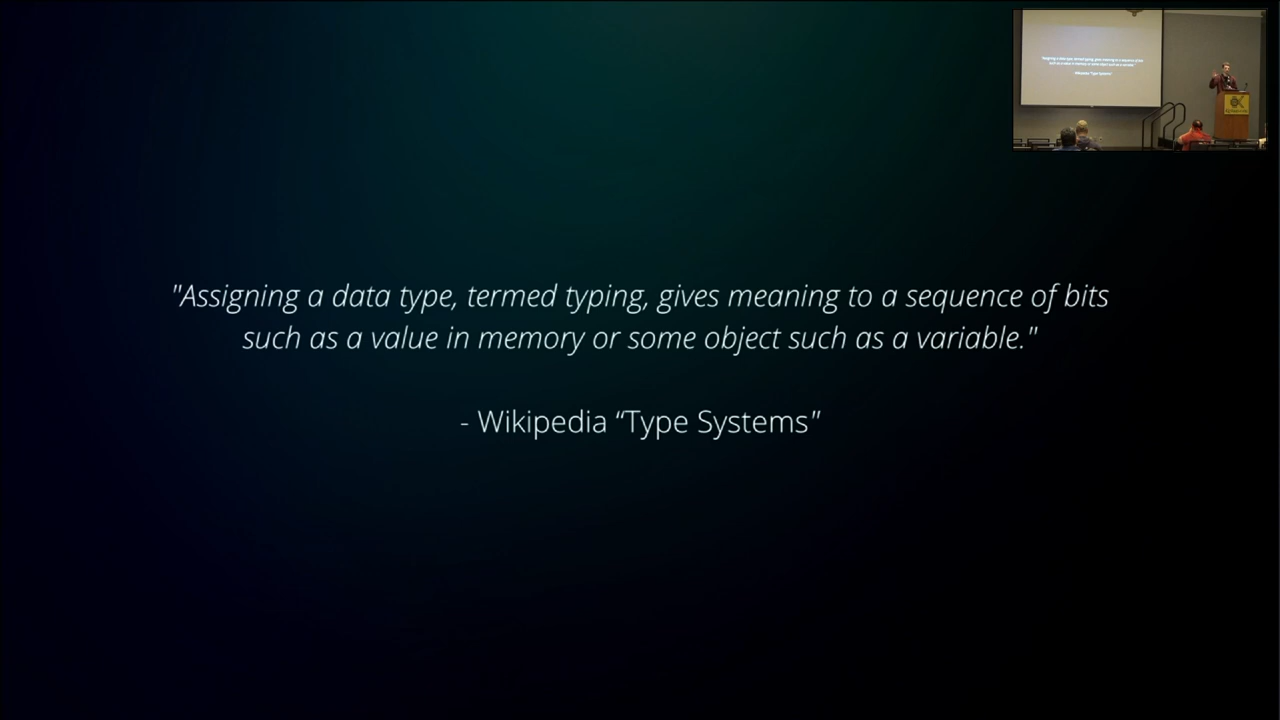 "Assigning a data type, termed typing, gives meaning to a sequence of bits
such as a value in memory or some object such as a variable."
- Wikipedia “Type Systems”